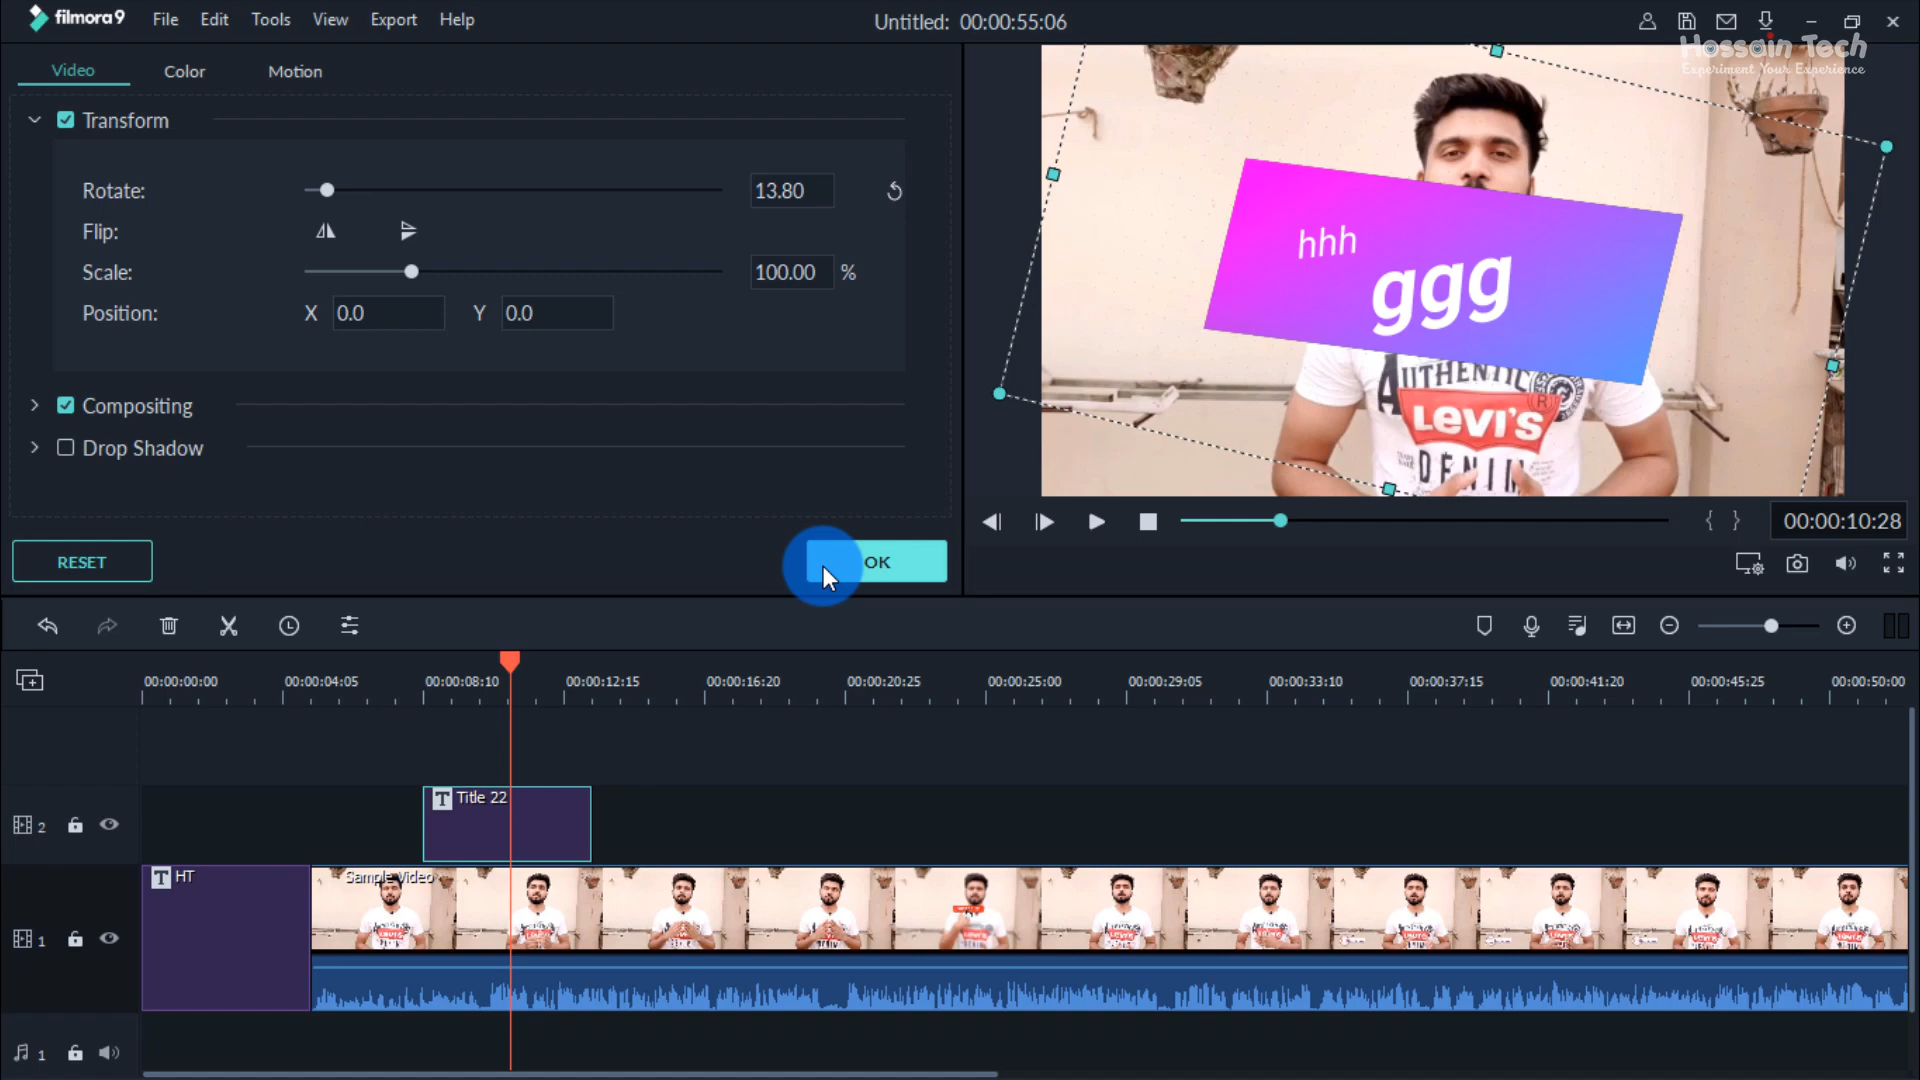 filmora9 File Edit Tools View Export Help Untitled: 00:00:55:06
Hossain Tech
Experiment Your Experience
Video Color Motion
Transform
Rotate: 13.80
Flip:
Scale: 100.00 %
Position: X 0.0 Y 0.0
Compositing
Drop Shadow
RESET OK
hhh
ggg
AUTHENTIC
LEVI'S
DENIM
{ } 00:00:10:28
00:00:00:00 00:00:04:05 00:00:08:10 00:00:12:15 00:00:16:20 00:00:20:25 00:00:25:00 00:00:29:05 00:00:33:10 00:00:37:15 00:00:41:20 00:00:45:25 00:00:50:00
2 T Title 22
1 T HT Sample Video
1